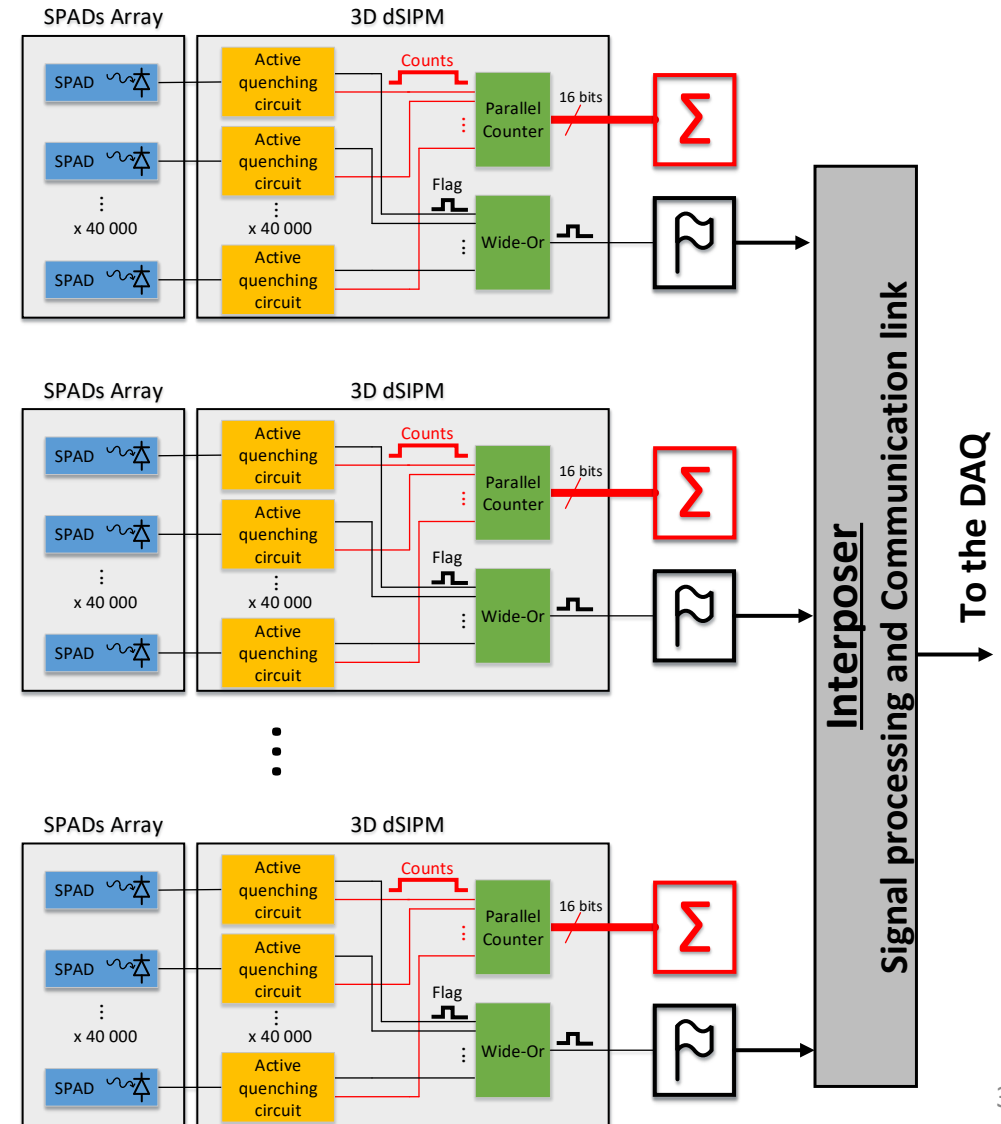 SPADs Array
3D dSIPM
SPAD
Active
quenching
circuit
Counts
SPAD
Active
quenching
circuit
⋮
Parallel
Counter
16 bits
Σ
Flag
⋮
x 40 000
⋮
x 40 000
⋮
Wide-Or
SPAD
Active
quenching
circuit
SPADs Array
3D dSIPM
SPAD
Active
quenching
circuit
Counts
SPAD
Active
quenching
circuit
⋮
Parallel
Counter
16 bits
Σ
Flag
⋮
x 40 000
⋮
x 40 000
⋮
Wide-Or
SPAD
Active
quenching
circuit
⋮
SPADs Array
3D dSIPM
SPAD
Active
quenching
circuit
Counts
SPAD
Active
quenching
circuit
⋮
Parallel
Counter
16 bits
Σ
Flag
⋮
x 40 000
⋮
x 40 000
⋮
Wide-Or
SPAD
Active
quenching
circuit
Interposer
Signal processing and Communication link
To the DAQ